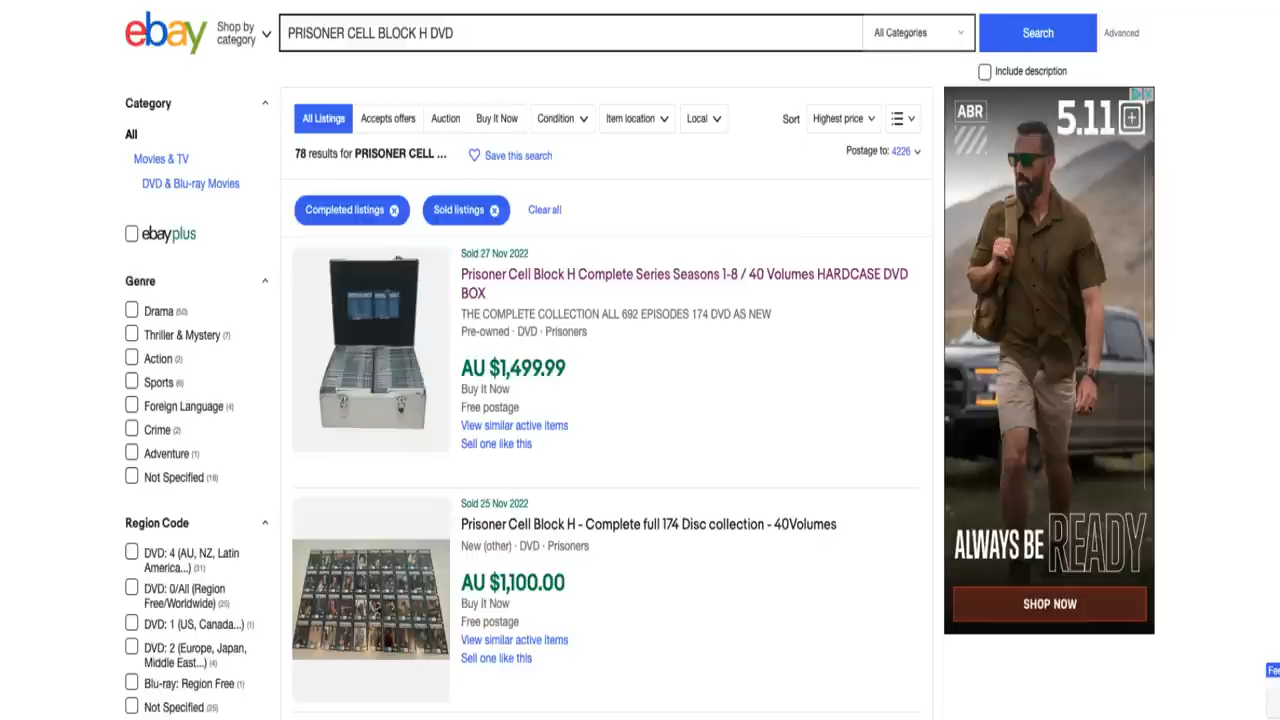 ebay
Shop by
category
PRISONER CELL BLOCK H DVD
All Categories
Search
Advanced
Include description
Category
All
Movies & TV
DVD & Blu-ray Movies
ebayplus
Genre
Drama (50)
Thriller & Mystery (7)
Action (2)
Sports (6)
Foreign Language (4)
Crime (2)
Adventure (1)
Not Specified (18)
Region Code
DVD: 4 (AU, NZ, Latin
America...) (31)
DVD: 0/All (Region
Free/Worldwide) (25)
DVD: 1 (US, Canada...) (1)
DVD: 2 (Europe, Japan,
Middle East...) (4)
Blu-ray: Region Free (1)
Not Specified (25)
All Listings
Accepts offers
Auction
Buy It Now
Condition
Item location
Local
Sort
Highest price
78 results for PRISONER CELL ...
Save this search
Postage to: 4226
Completed listings
Sold listings
Clear all
Sold 27 Nov 2022
Prisoner Cell Block H Complete Series Seasons 1-8 / 40 Volumes HARDCASE DVD
BOX
THE COMPLETE COLLECTION ALL 692 EPISODES 174 DVD AS NEW
Pre-owned · DVD · Prisoners
AU $1,499.99
Buy It Now
Free postage
View similar active items
Sell one like this
Sold 25 Nov 2022
Prisoner Cell Block H - Complete full 174 Disc collection - 40Volumes
New (other) · DVD · Prisoners
AU $1,100.00
Buy It Now
Free postage
View similar active items
Sell one like this
ABR
5.11
ALWAYS BE READY
SHOP NOW